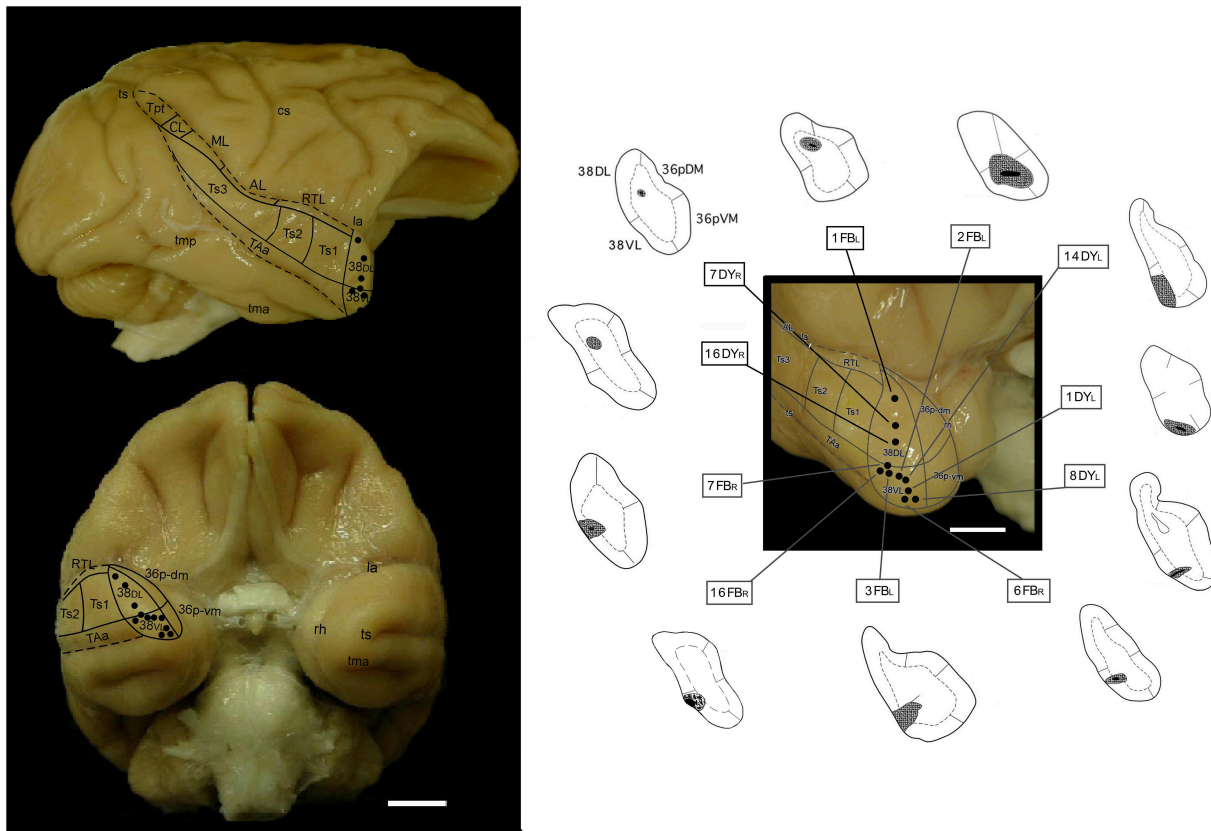 ts
Tpt
cs
CL
ML
AL
RTL
Ts3
la
Ts2
Ts1
TAa
tmp
38DL
38VL
tma
RTL
36p-dm
la
38DL
Ts2
Ts1
36p-vm
38VL
TAa
rh
ts
tma
38DL
36pDM
36pVM
38VL
1FBL
2FBL
7DYR
14DYL
16DYR
1DYL
7FBR
8DYL
16FBR
3FBL
6FBR
AL
la
Ts3
RTL
Ts2
Ts1
36p-dm
rh
ts
TAa
38DL
36p-vm
38VL